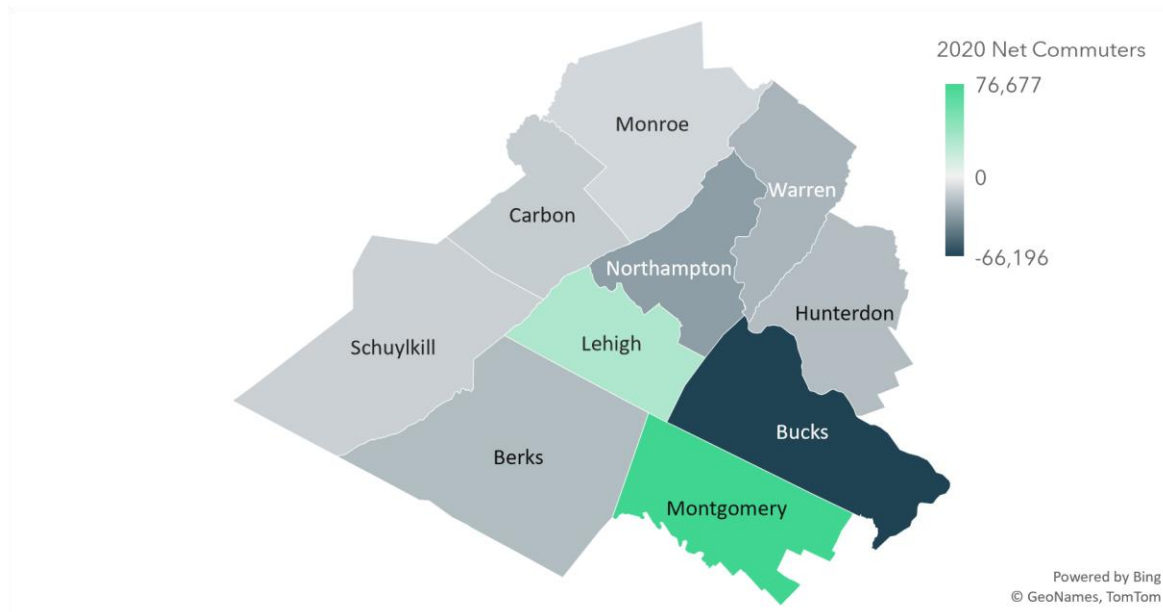 2020 Net Commuters
76,677
0
-66,196
Monroe
Warren
Carbon
Northampton
Hunterdon
Schuylkill
Lehigh
Bucks
Berks
Montgomery
Powered by Bing
© GeoNames, TomTom